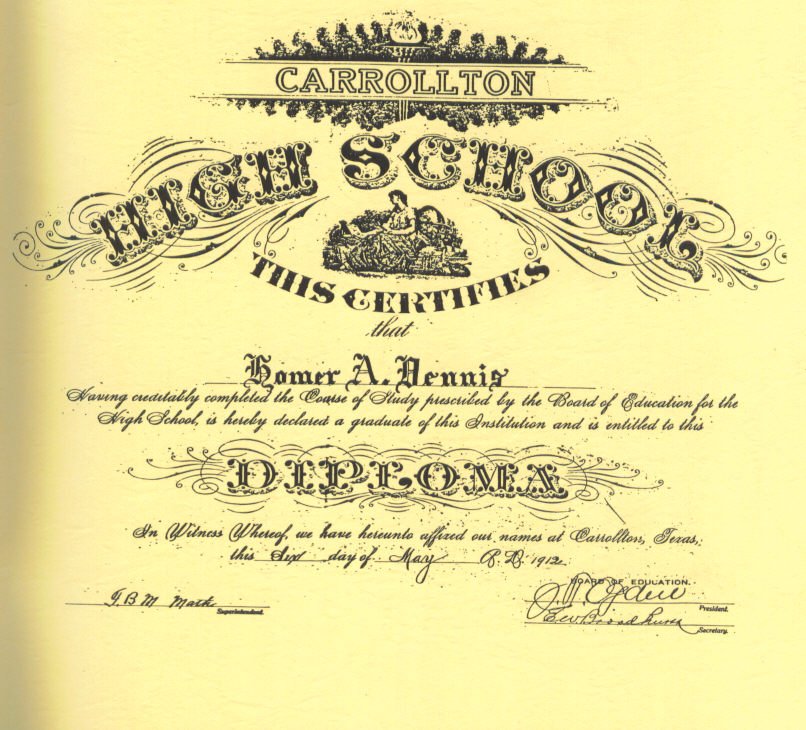 CARROLLTON
HIGH SCHOOL
THIS CERTIFIES
that
Homer A. Dennis
Having creditably completed the Course of Study prescribed by the Board of Education for the
High School, is hereby declared a graduate of this Institution and is entitled to this
DIPLOMA
In Witness Whereof, we have hereunto affixed our names at Carrollton, Texas,
this Six day of May A.D. 1912
BOARD OF EDUCATION.
President.
Superintendent.
Secretary.